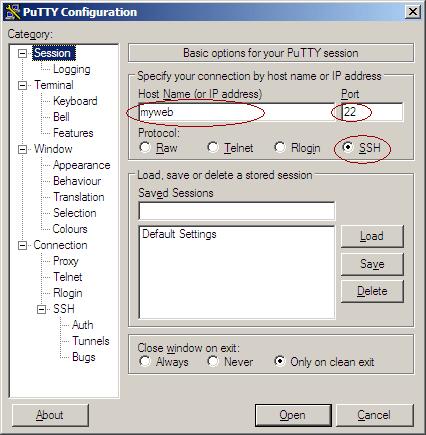 PuTTY Configuration
Category:
Session
Logging
Terminal
Keyboard
Bell
Features
Window
Appearance
Behaviour
Translation
Selection
Colours
Connection
Proxy
Telnet
Rlogin
SSH
Auth
Tunnels
Bugs
Basic options for your PuTTY session
Specify your connection by host name or IP address
Host Name (or IP address) Port
myweb 22
Protocol:
Raw Telnet Rlogin SSH
Load, save or delete a stored session
Saved Sessions
Default Settings
Load
Save
Delete
Close window on exit:
Always Never Only on clean exit
About Open Cancel